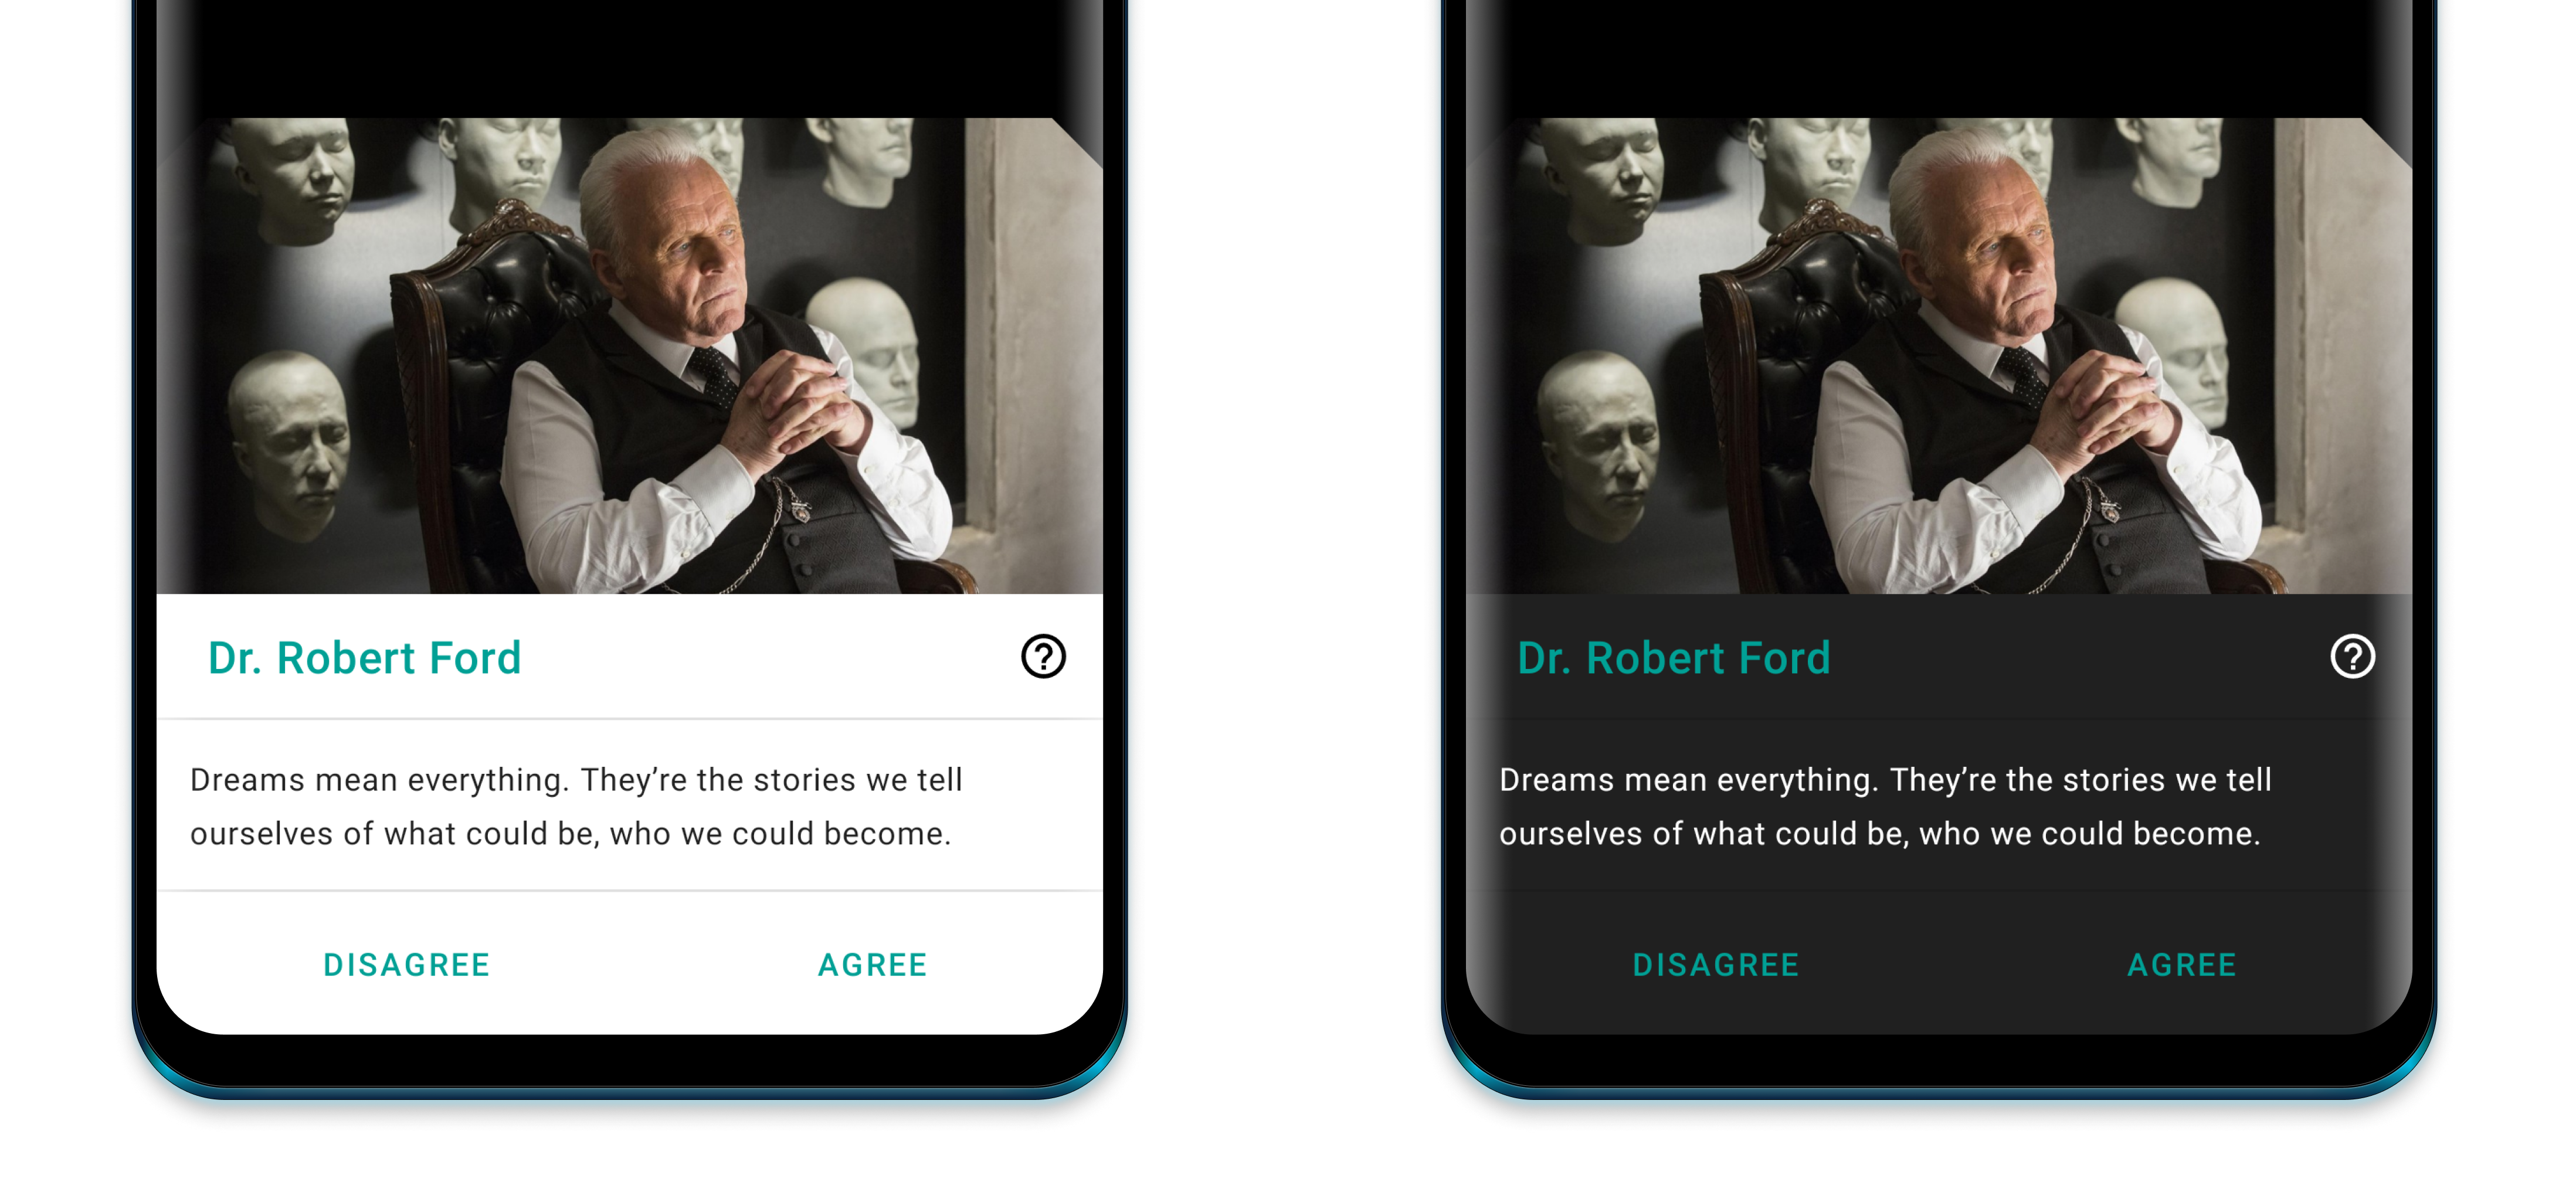 Dr. Robert Ford
?
Dreams mean everything. They’re the stories we tell
ourselves of what could be, who we could become.
DISAGREE AGREE
Dr. Robert Ford
?
Dreams mean everything. They’re the stories we tell
ourselves of what could be, who we could become.
DISAGREE AGREE